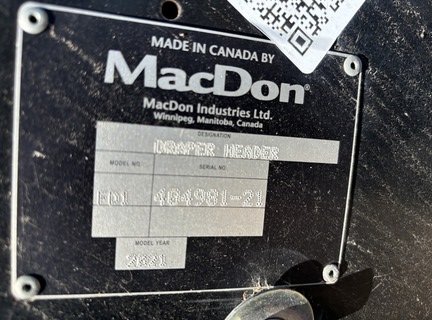 MADE IN CANADA BY
MacDon®
MacDon Industries Ltd.
Winnipeg, Manitoba, Canada
DESIGNATION
DRAPER HEADER
MODEL NO. SERIAL NO.
FD1 404981-21
MODEL YEAR
2021